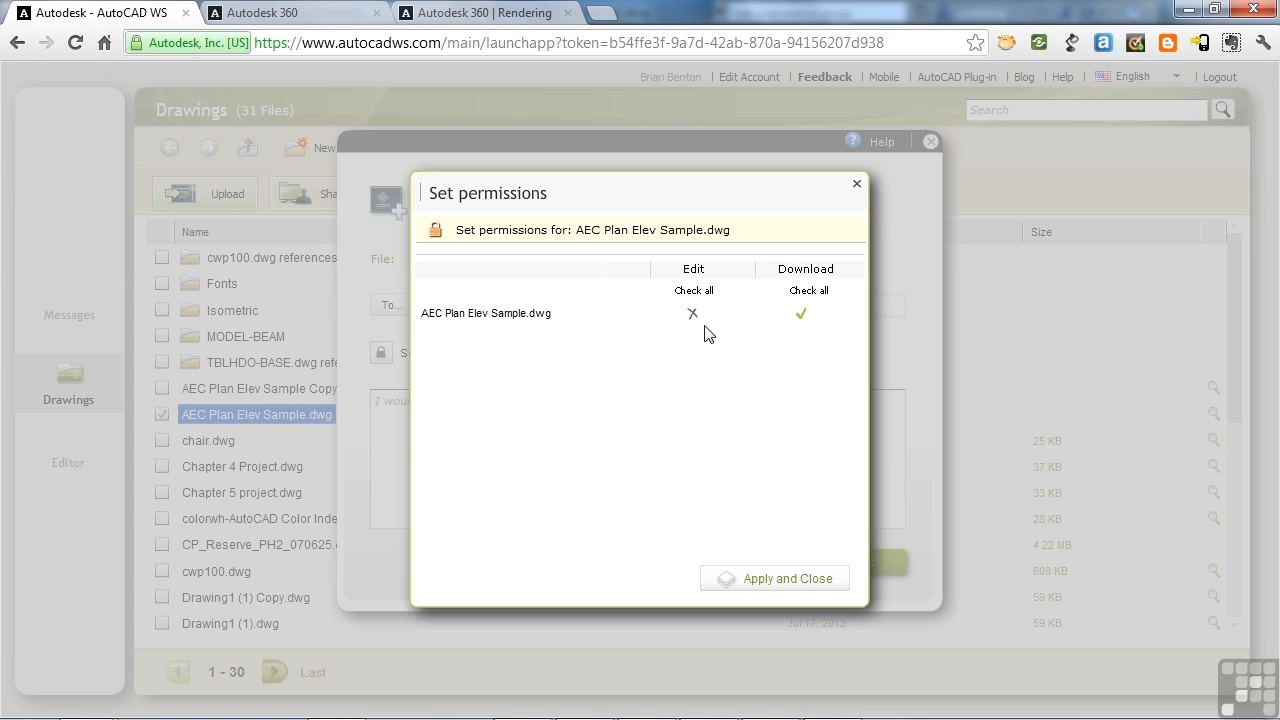 Autodesk - AutoCAD WS
Autodesk 360
Autodesk 360 | Rendering
Autodesk, Inc. [US]
https://www.autocadws.com/main/launchapp?token=b54ffe3f-9a7d-42ab-870a-94156207d938
Brian Benton | Edit Account | Feedback | Mobile | AutoCAD Plug-in | Blog | Help | English | Logout
Drawings (31 Files)
Search
Help
New
Upload
Set permissions
Name
Size
Set permissions for: AEC Plan Elev Sample.dwg
cwp100.dwg references
File:
Edit
Download
Fonts
Check all
Check all
Messages
Isometric
To...
AEC Plan Elev Sample.dwg
MODEL-BEAM
TBLHDO-BASE.dwg
Drawings
AEC Plan Elev Sample Copy
AEC Plan Elev Sample.dwg
chair.dwg
25 KB
Editor
Chapter 4 Project.dwg
37 KB
Chapter 5 project.dwg
33 KB
colorwh-AutoCAD Color
28 KB
CP_Reserve_PH2_070625.
4.22 MB
cwp100.dwg
608 KB
Apply and Close
Drawing1 (1) Copy.dwg
59 KB
Drawing1 (1).dwg
Jul 17, 2012
59 KB
1 - 30
Last